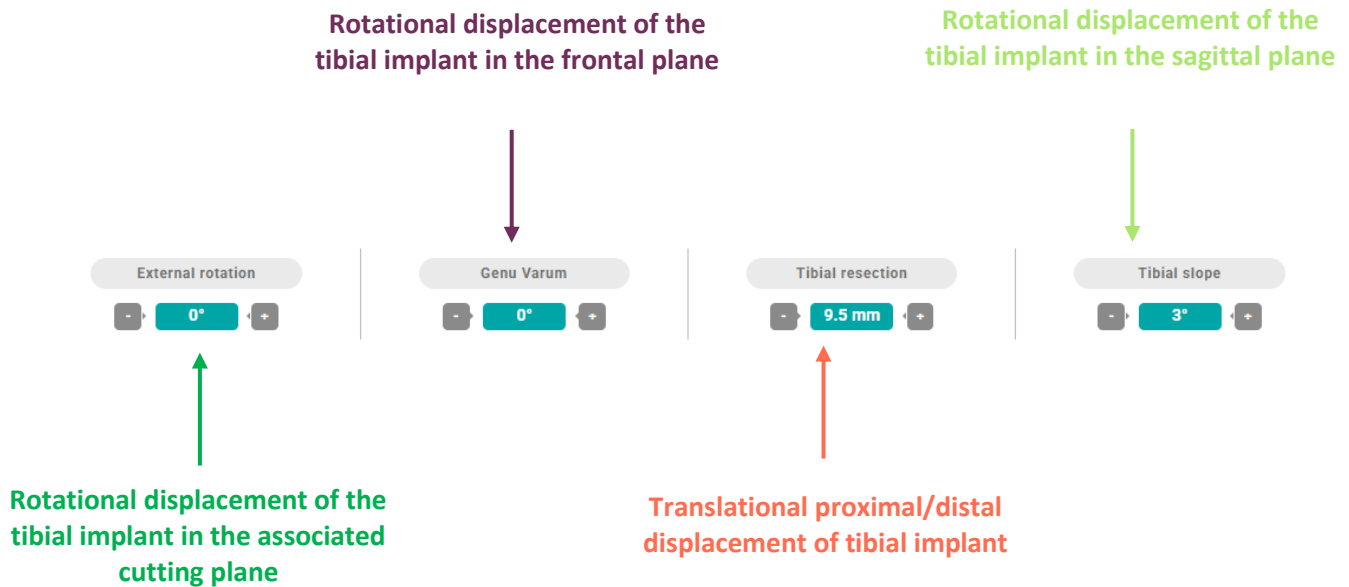 Rotational displacement of the
tibial implant in the frontal plane
Rotational displacement of the
tibial implant in the sagittal plane
External rotation
- 0° +
Genu Varum
- 0° +
Tibial resection
- 9.5 mm +
Tibial slope
- 3° +
Rotational displacement of the
tibial implant in the associated
cutting plane
Translational proximal/distal
displacement of tibial implant